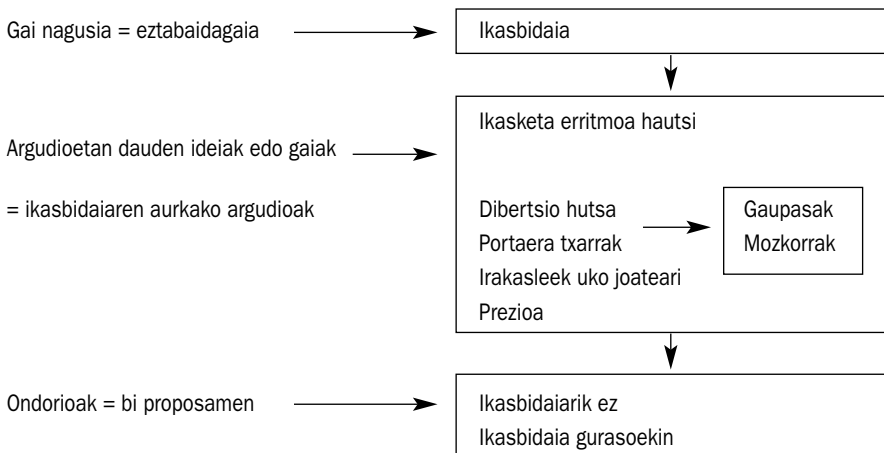 Gai nagusia = eztabaidagaia
Ikasbidaia
Argudioetan dauden ideiak edo gaiak
= ikasbidaiaren aurkako argudioak
Ikasketa erritmoa hautsi
Dibertsio hutsa
Portaera txarrak
Irakasleek uko joateari
Prezioa
Gaupasak
Mozkorrak
Ondorioak = bi proposamen
Ikasbidaiarik ez
Ikasbidaia gurasoekin